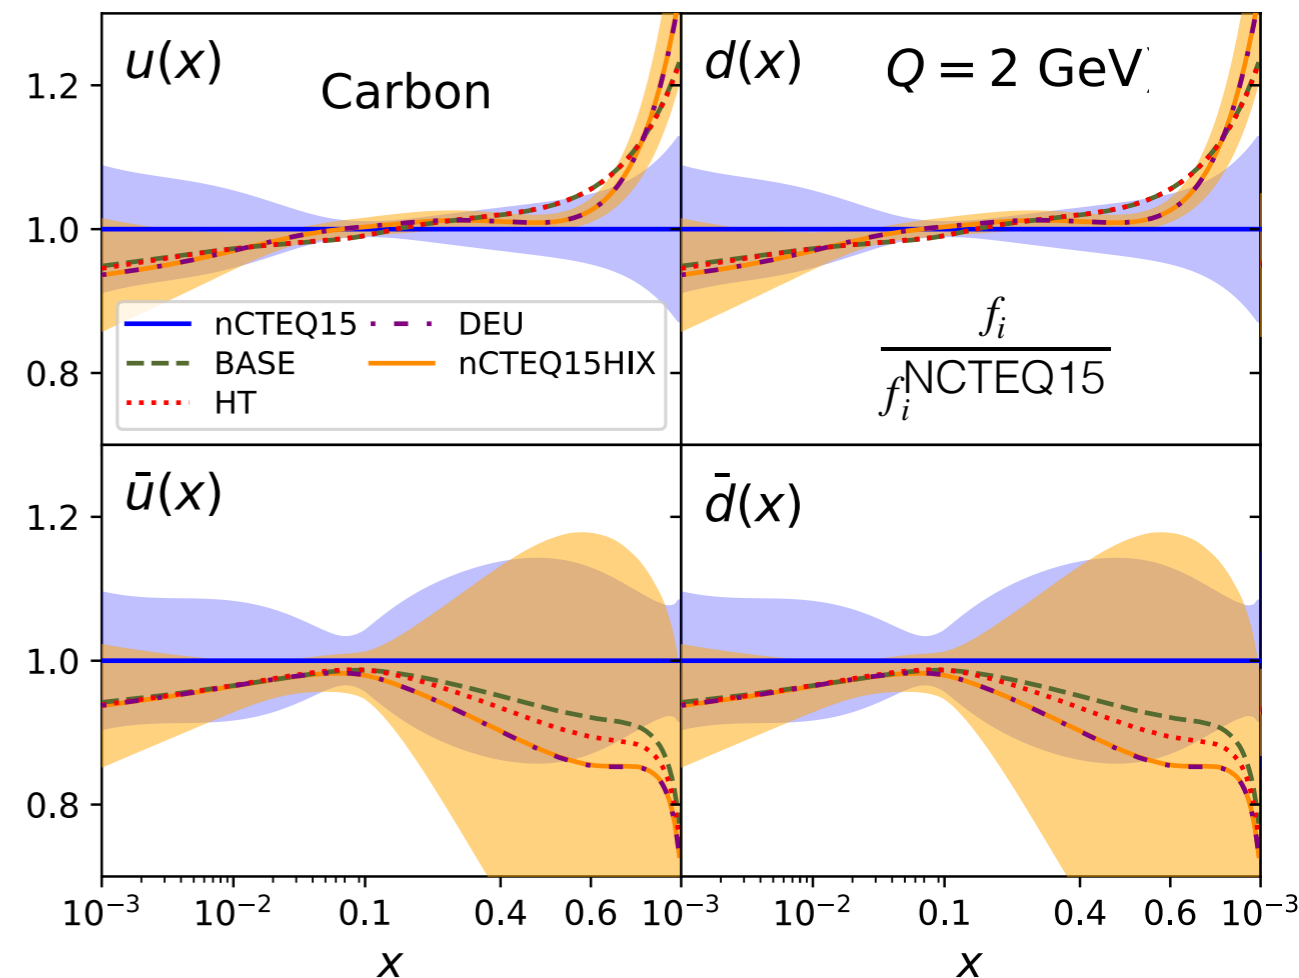 u(x)
Carbon
d(x)
Q = 2 GeV
1.2
1.0
0.8
nCTEQ15
DEU
BASE
nCTEQ15HIX
HT
f_i
f_i^NCTEQ15
ū(x)
d̄(x)
1.2
1.0
0.8
10^−3
10^−2
0.1
0.4
0.6
10^−3
10^−2
0.1
0.4
0.6
10^−3
x
x